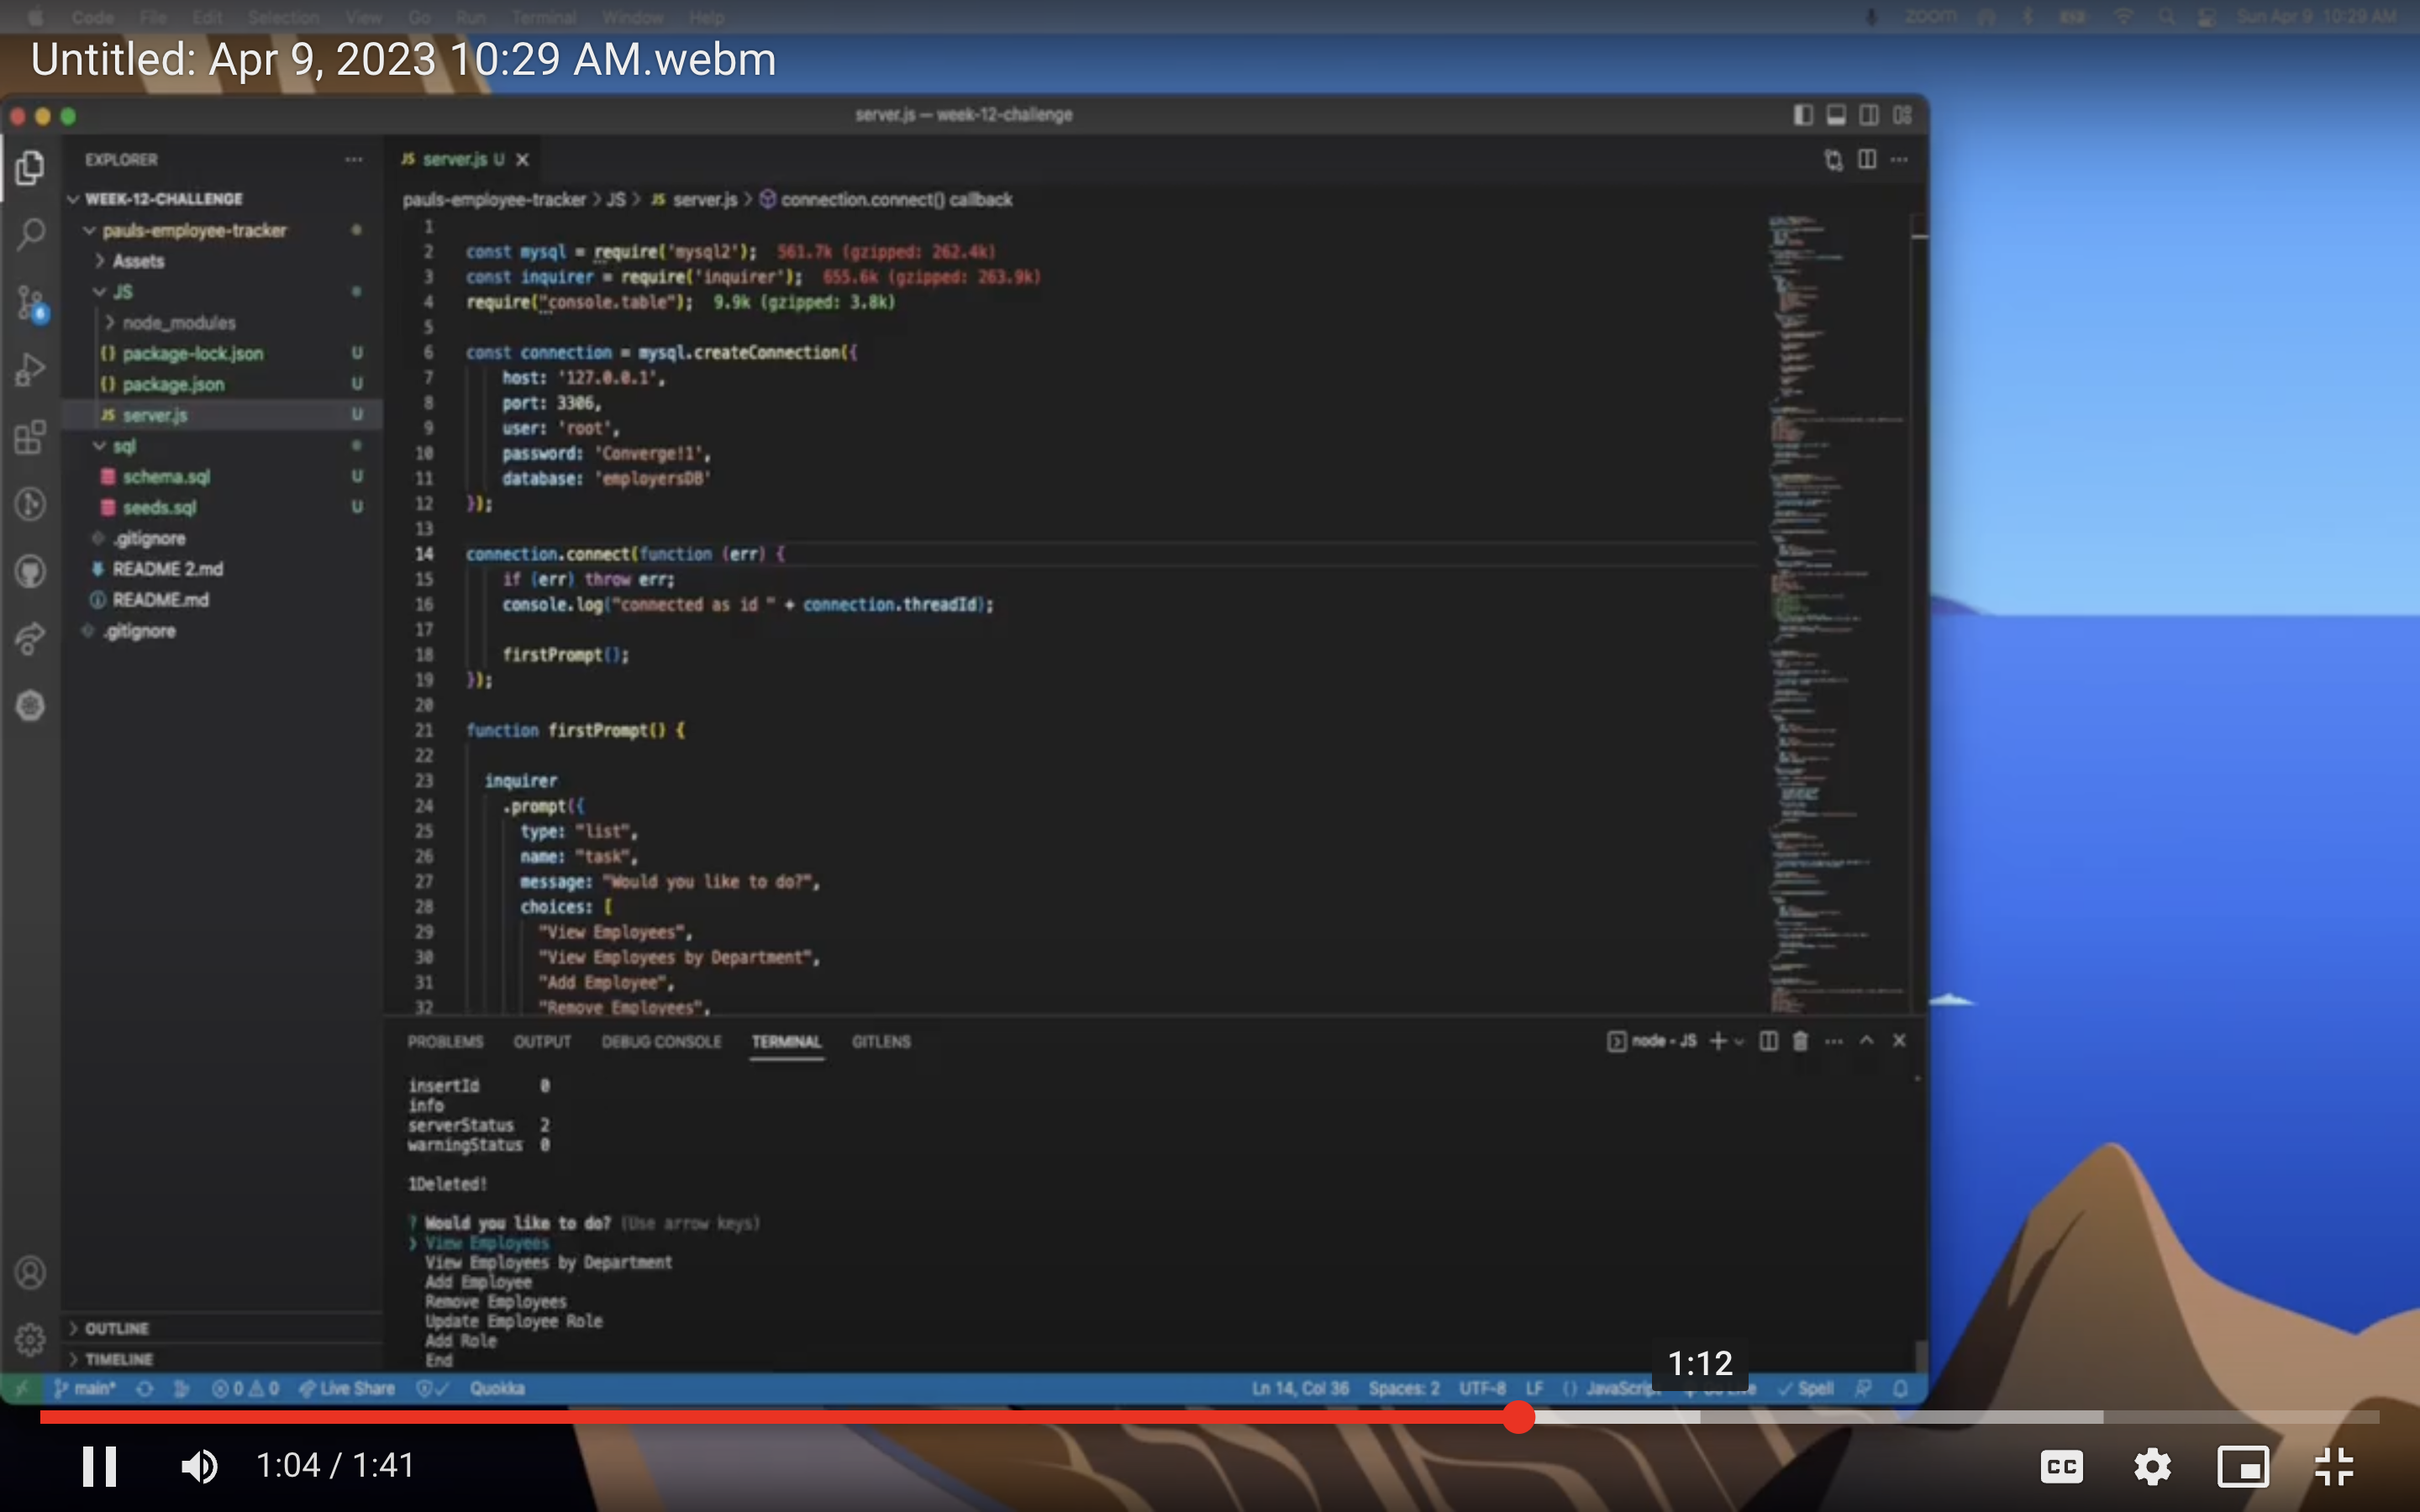 Code File Edit Selection View Go Run Terminal Window Help
zoom Sun Apr 9 10:29 AM
Untitled: Apr 9, 2023 10:29 AM.webm
server.js — week-12-challenge
EXPLORER
WEEK-12-CHALLENGE
pauls-employee-tracker
Assets
JS
node_modules
package-lock.json U
package.json U
JS server.js U
sql
schema.sql U
seeds.sql U
.gitignore
README 2.md
README.md
.gitignore
OUTLINE
TIMELINE
6
JS server.js U
pauls-employee-tracker > JS > JS server.js > connection.connect() callback
1
2 const mysql = require('mysql2'); 561.7k (gzipped: 262.4k)
3 const inquirer = require('inquirer'); 655.6k (gzipped: 263.9k)
4 require("console.table"); 9.9k (gzipped: 3.8k)
5
6 const connection = mysql.createConnection({
7 host: '127.0.0.1',
8 port: 3306,
9 user: 'root',
10 password: 'Converge!1',
11 database: 'employersDB'
12 });
13
14 connection.connect(function (err) {
15 if (err) throw err;
16 console.log("connected as id " + connection.threadId);
17
18 firstPrompt();
19 });
20
21 function firstPrompt() {
22
23 inquirer
24 .prompt({
25 type: "list",
26 name: "task",
27 message: "Would you like to do?",
28 choices: [
29 "View Employees",
30 "View Employees by Department",
31 "Add Employee",
32 "Remove Employees",
PROBLEMS OUTPUT DEBUG CONSOLE TERMINAL GITLENS
node - JS
insertId 0
info
serverStatus 2
warningStatus 0
1Deleted!
? Would you like to do? (Use arrow keys)
> View Employees
View Employees by Department
Add Employee
Remove Employees
Update Employee Role
Add Role
End
1:12
main* 0 0 Live Share Quokka
Ln 14, Col 36 Spaces: 2 UTF-8 LF {} JavaScript Spell
1:04 / 1:41
CC